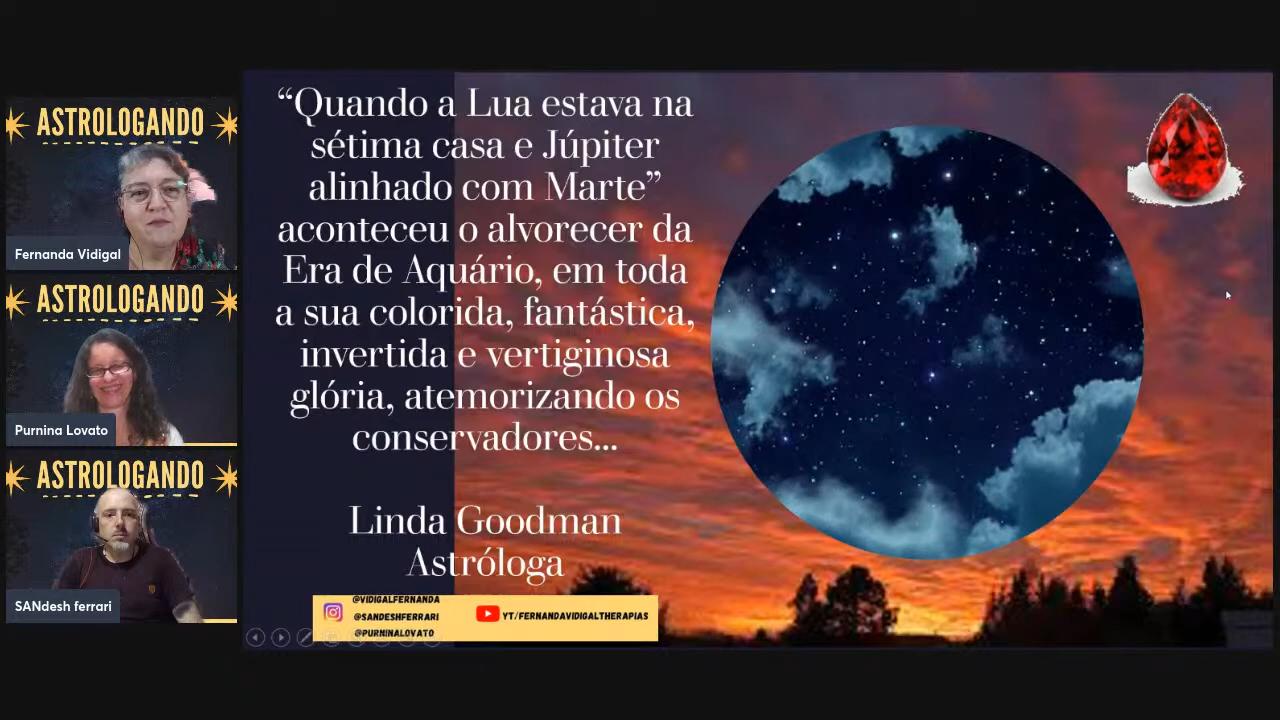 ASTROLOGANDO
Fernanda Vidigal
ASTROLOGANDO
Purnina Lovato
ASTROLOGANDO
SANdesh ferrari
“Quando a Lua estava na
sétima casa e Júpiter
alinhado com Marte”
aconteceu o alvorecer da
Era de Aquário, em toda
a sua colorida, fantástica,
invertida e vertiginosa
glória, atemorizando os
conservadores...
Linda Goodman
Astróloga
@VIDIGALFERNANDA
@SANDESHFERRARI
@PURNINALOVATO
YT/FERNANDAVIDIGALTHERAPIAS